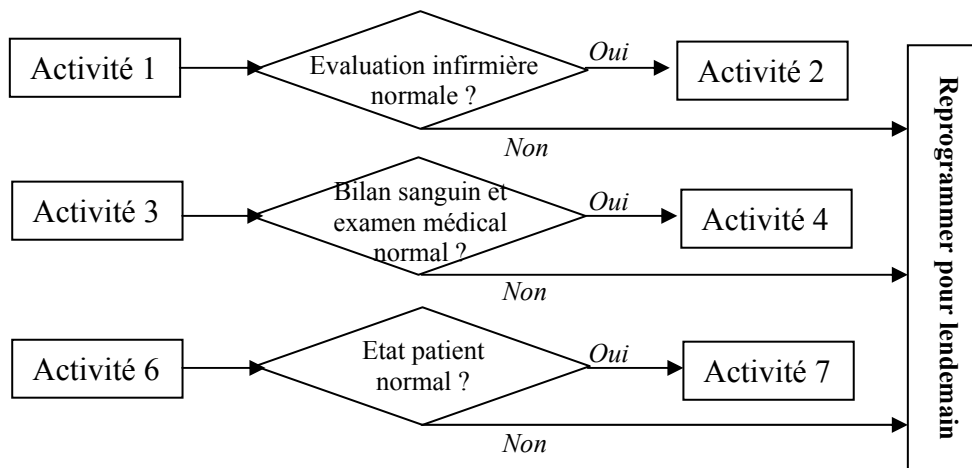 Activité 1
Evaluation infirmière
normale ?
Oui
Activité 2
Non
Activité 3
Bilan sanguin et
examen médical
normal ?
Oui
Activité 4
Non
Activité 6
Etat patient
normal ?
Oui
Activité 7
Non
Reprogrammer pour lendemain